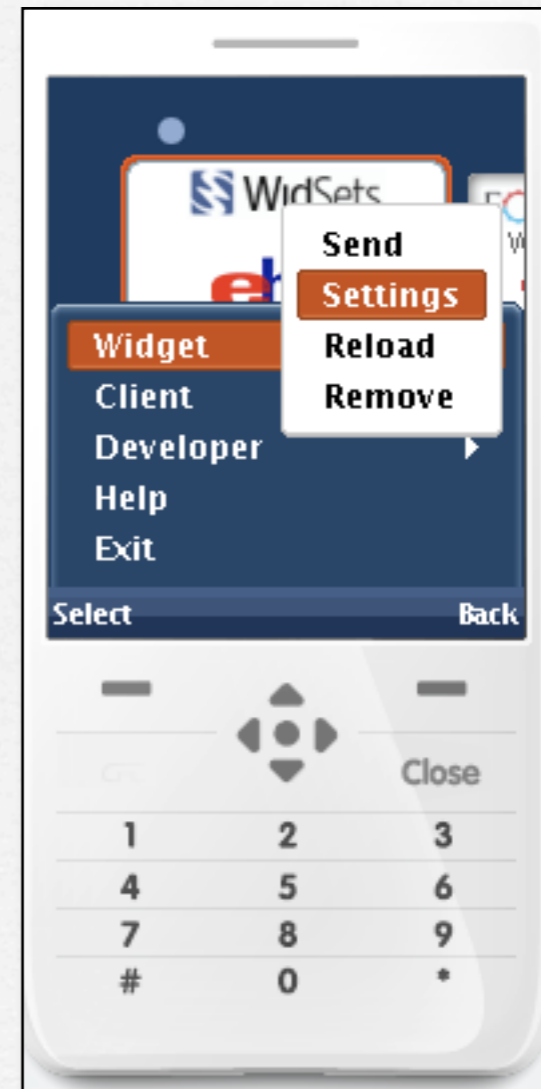 WidSets
Send
Settings
Reload
Remove
Widget
Client
Developer
Help
Exit
Select Back
Close
1 2 3
4 5 6
7 8 9
# 0 *